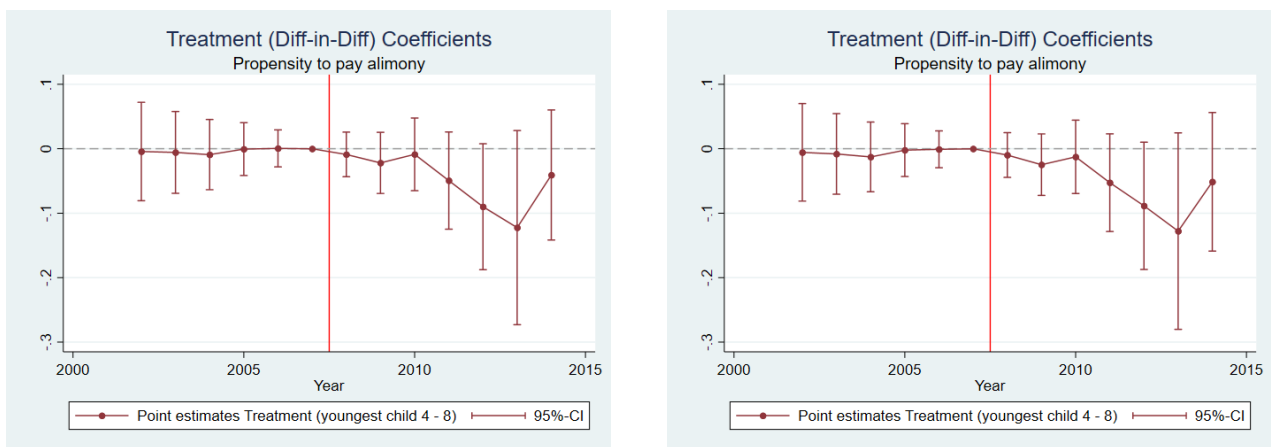 Treatment (Diff-in-Diff) Coefficients
Propensity to pay alimony
.1
0
-.1
-.2
-.3
2000 2005 2010 2015
Year
Point estimates Treatment (youngest child 4 - 8) 95%-CI
Treatment (Diff-in-Diff) Coefficients
Propensity to pay alimony
.1
0
-.1
-.2
-.3
2000 2005 2010 2015
Year
Point estimates Treatment (youngest child 4 - 8) 95%-CI